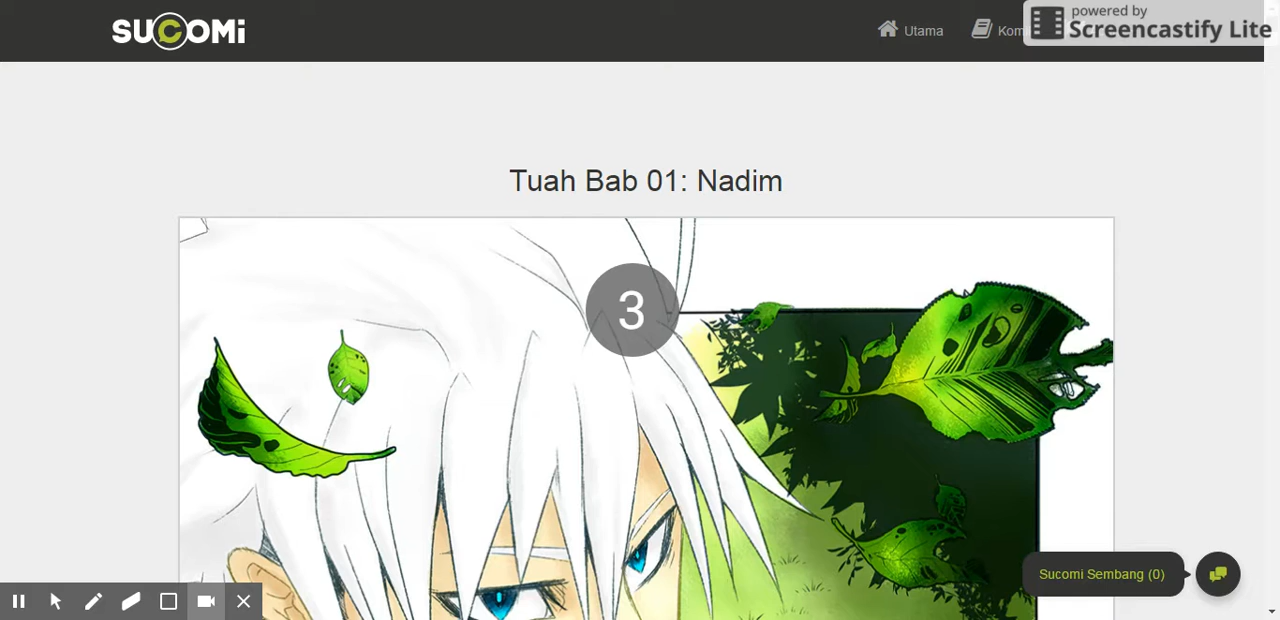 SUCOMi
Utama
powered by
Screencastify Lite
Tuah Bab 01: Nadim
3
Sucomi Sembang (0)